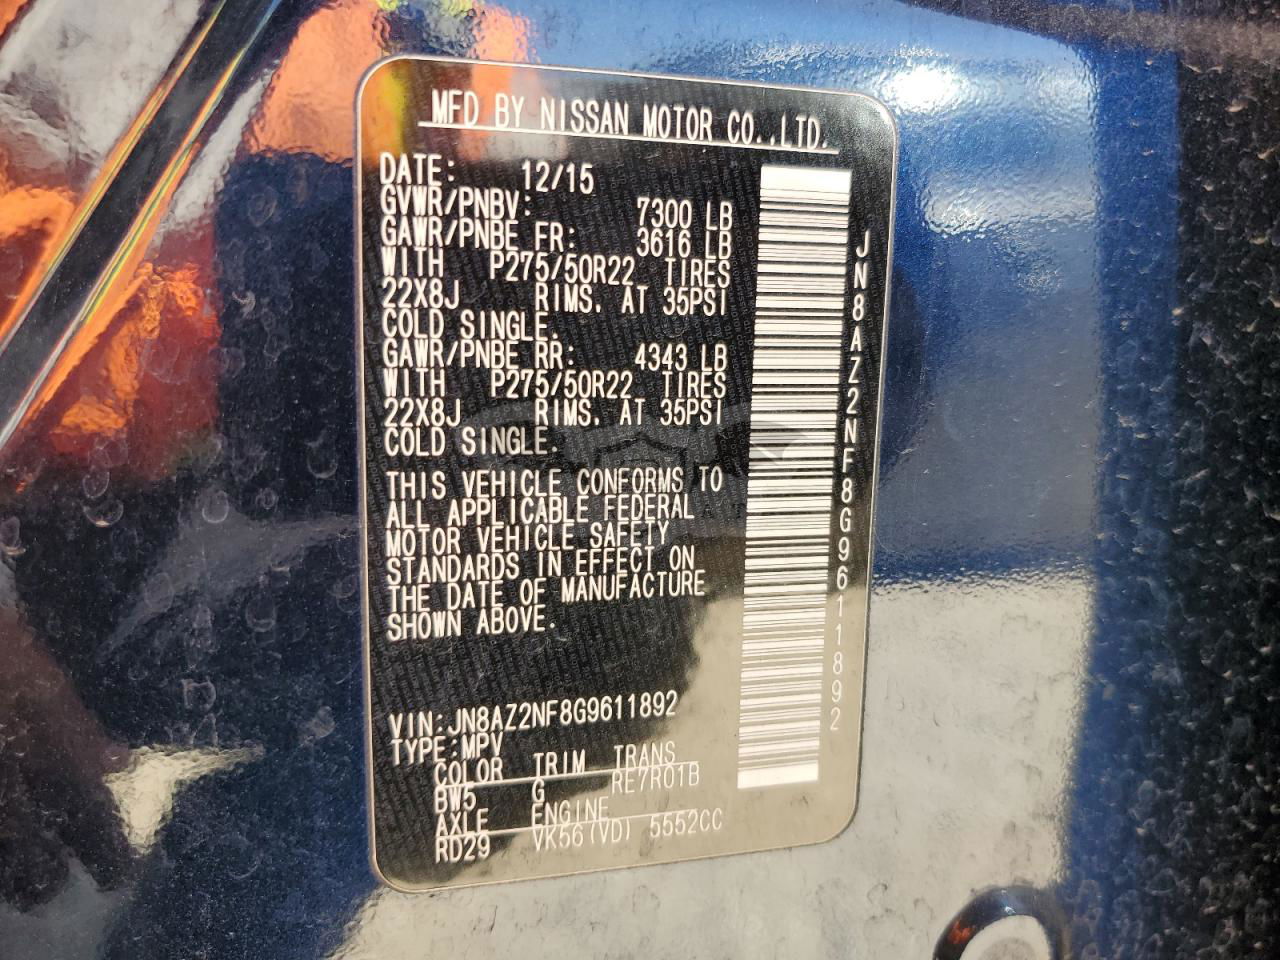 MFD BY NISSAN MOTOR CO.,LTD.
DATE: 12/15
GVWR/PNBV: 7300 LB
GAWR/PNBE FR: 3616 LB
WITH P275/50R22 TIRES
22X8J RIMS. AT 35PSI
COLD SINGLE.
GAWR/PNBE RR: 4343 LB
WITH P275/50R22 TIRES
22X8J RIMS. AT 35PSI
COLD SINGLE.
THIS VEHICLE CONFORMS TO
ALL APPLICABLE FEDERAL
MOTOR VEHICLE SAFETY
STANDARDS IN EFFECT ON
THE DATE OF MANUFACTURE
SHOWN ABOVE.
VIN:JN8AZ2NF8G9611892
TYPE:MPV
COLOR TRIM TRANS
BW5 G RE7R01B
AXLE ENGINE
RD29 VK56(VD) 5552CC
JN8AZ2NF8G9611892